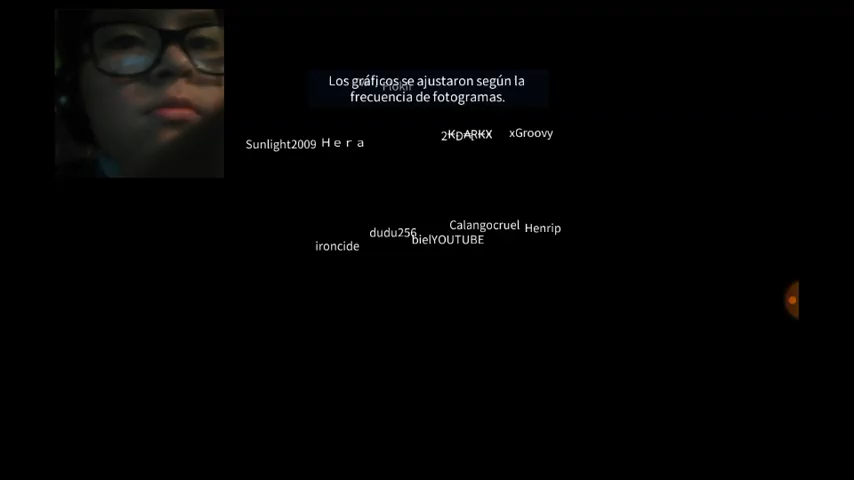 Los gráficos se ajustaron según la
frecuencia de fotogramas.
xGroovy
Sunlight2009 H e r a
Calangocruel Henrip
dudu256
bielYOUTUBE
ironcide